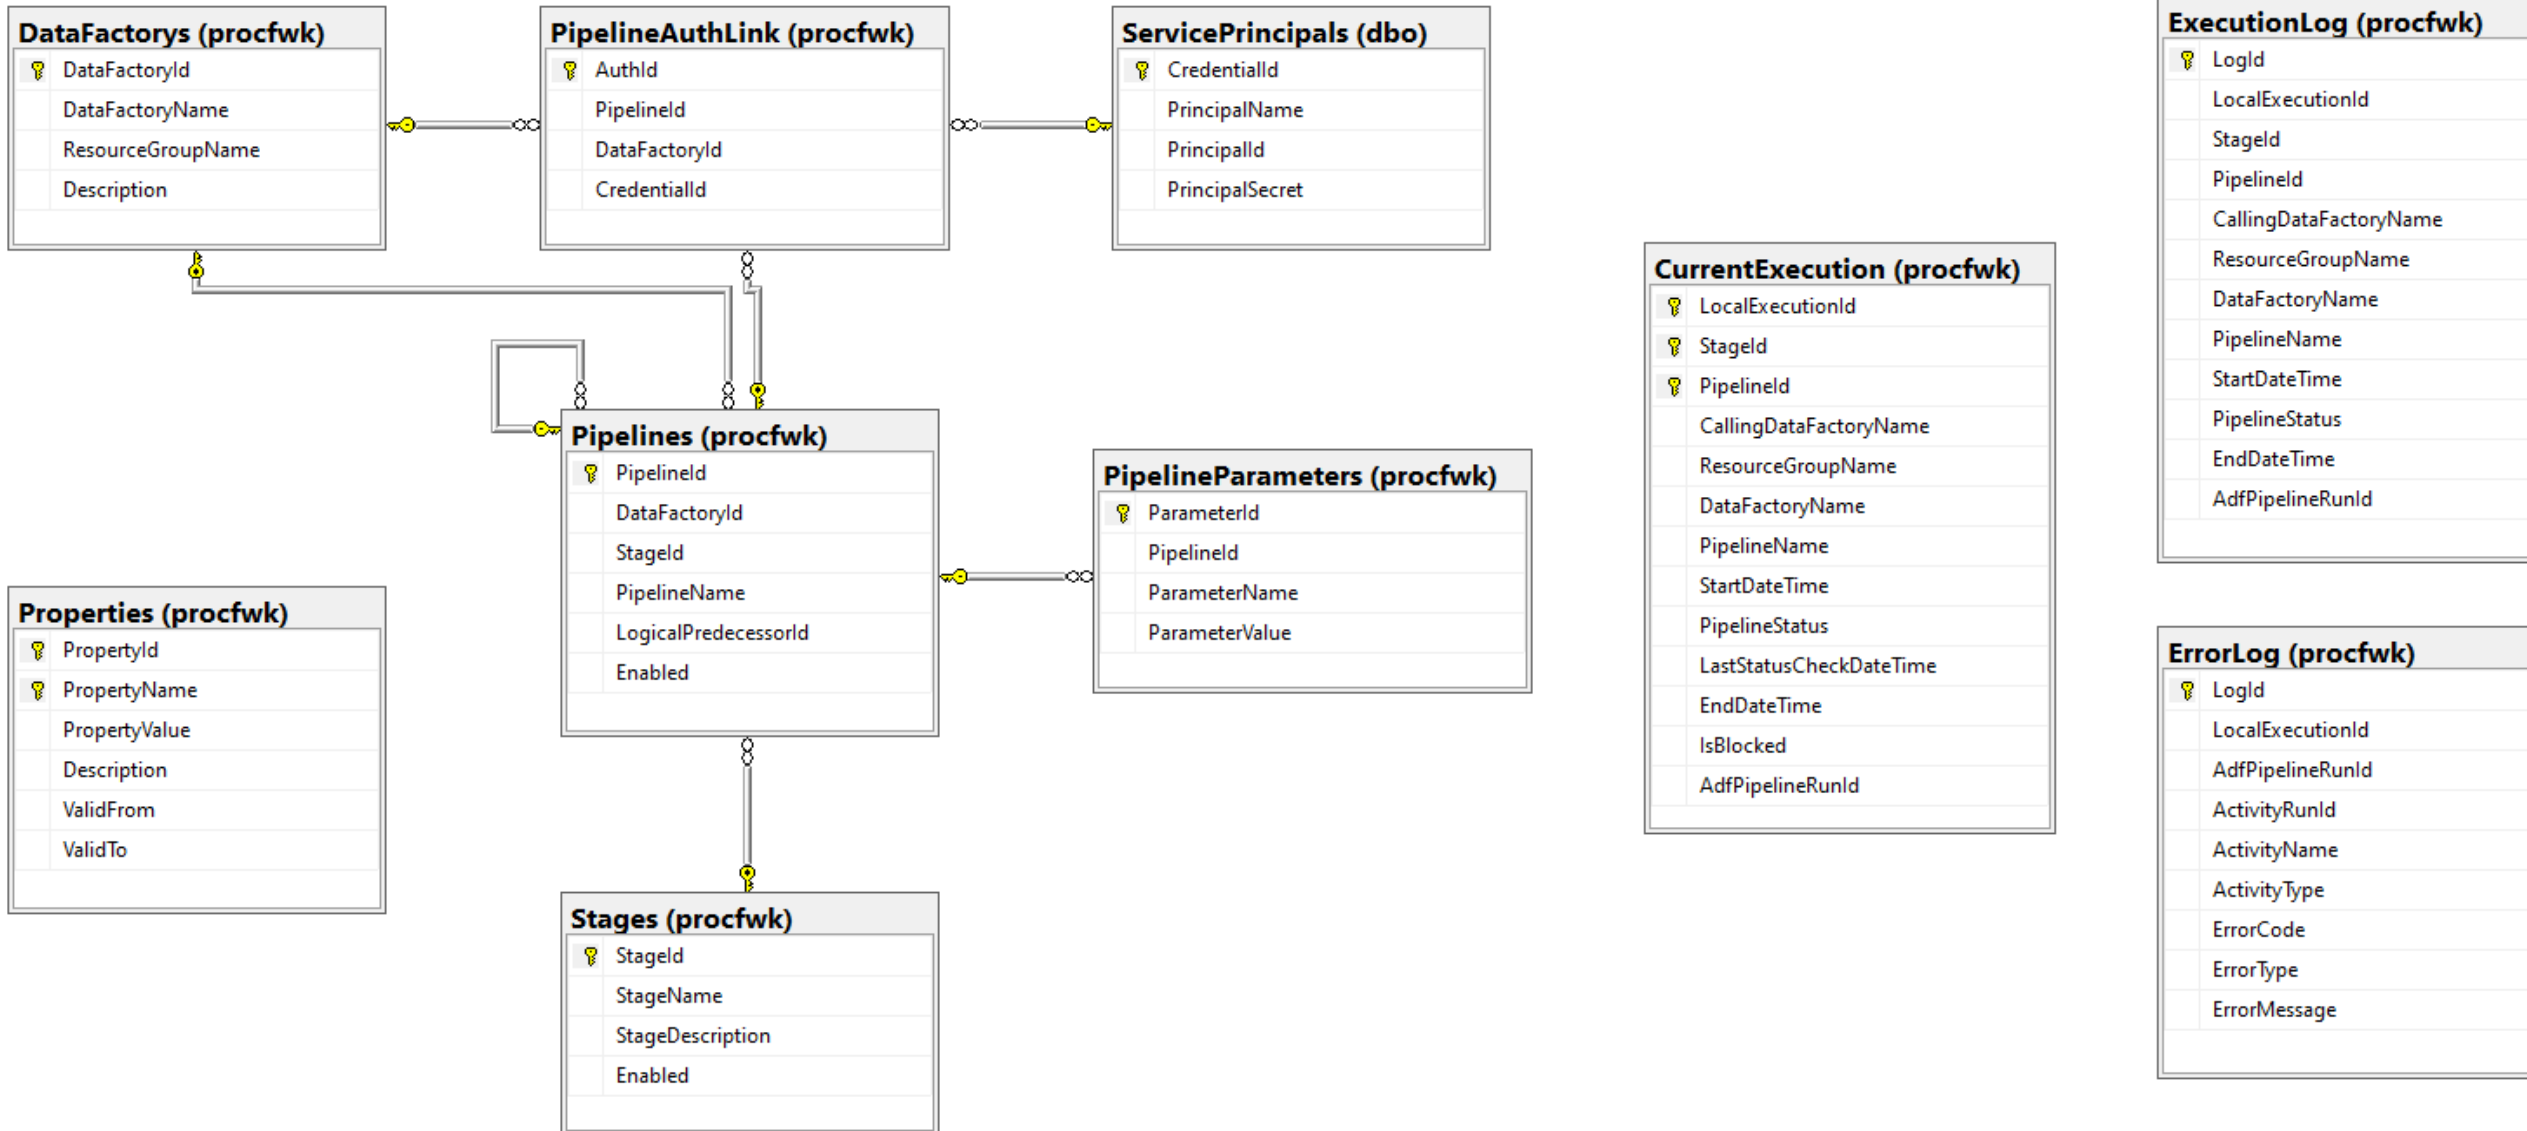 DataFactorys (procfwk)
DataFactoryId
DataFactoryName
ResourceGroupName
Description
PipelineAuthLink (procfwk)
AuthId
PipelineId
DataFactoryId
CredentialId
ServicePrincipals (dbo)
CredentialId
PrincipalName
PrincipalId
PrincipalSecret
Pipelines (procfwk)
PipelineId
DataFactoryId
StageId
PipelineName
LogicalPredecessorId
Enabled
PipelineParameters (procfwk)
ParameterId
PipelineId
ParameterName
ParameterValue
Properties (procfwk)
PropertyId
PropertyName
PropertyValue
Description
ValidFrom
ValidTo
Stages (procfwk)
StageId
StageName
StageDescription
Enabled
CurrentExecution (procfwk)
LocalExecutionId
StageId
PipelineId
CallingDataFactoryName
ResourceGroupName
DataFactoryName
PipelineName
StartDateTime
PipelineStatus
LastStatusCheckDateTime
EndDateTime
IsBlocked
AdfPipelineRunId
ExecutionLog (procfwk)
LogId
LocalExecutionId
StageId
PipelineId
CallingDataFactoryName
ResourceGroupName
DataFactoryName
PipelineName
StartDateTime
PipelineStatus
EndDateTime
AdfPipelineRunId
ErrorLog (procfwk)
LogId
LocalExecutionId
AdfPipelineRunId
ActivityRunId
ActivityName
ActivityType
ErrorCode
ErrorType
ErrorMessage